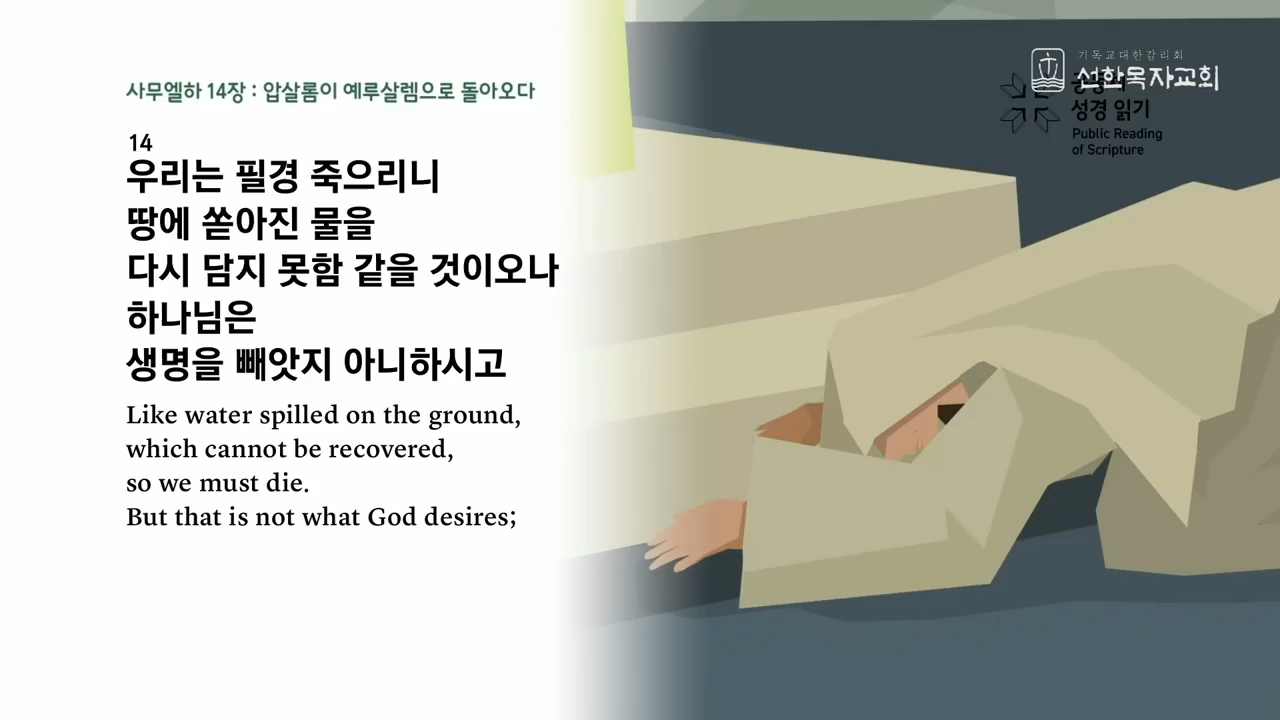 사무엘하 14장 : 압살롬이 예루살렘으로 돌아오다
14
우리는 필경 죽으리니
땅에 쏟아진 물을
다시 담지 못함 같을 것이오나
하나님은
생명을 빼앗지 아니하시고
Like water spilled on the ground,
which cannot be recovered,
so we must die.
But that is not what God desires;
기독교대한감리회
선한목자교회
성경 읽기
Public Reading
of Scripture